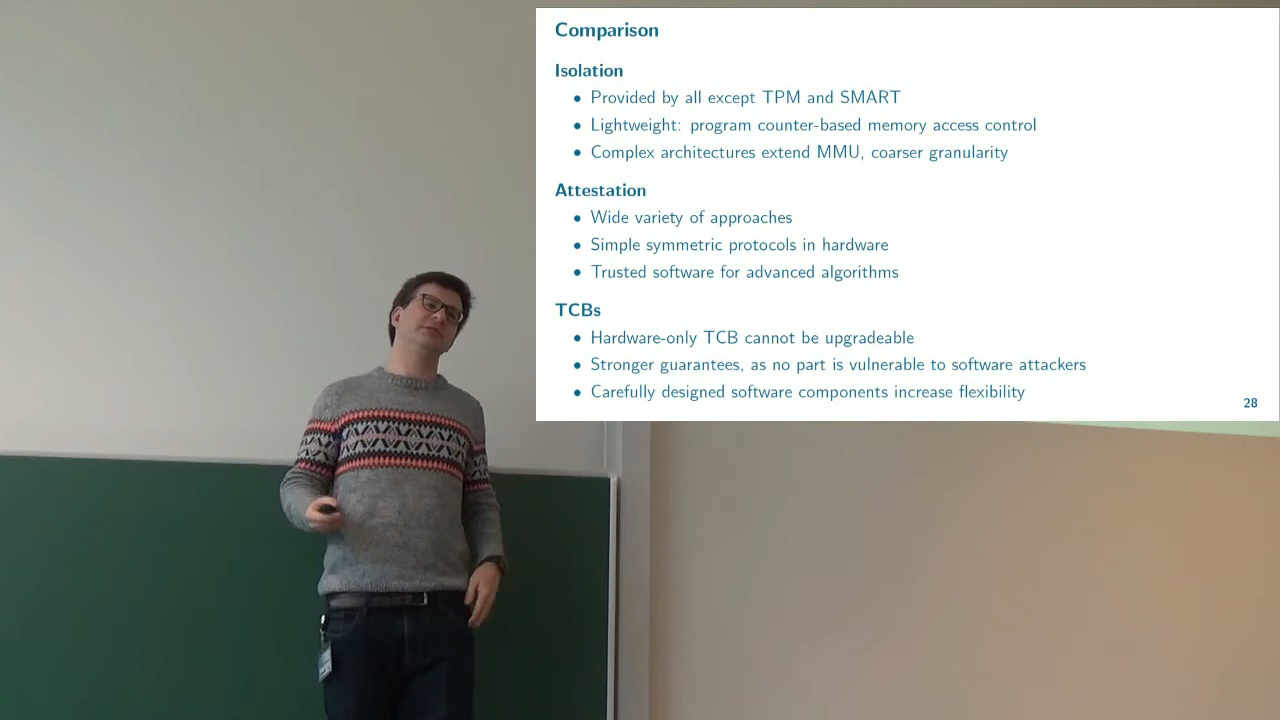 Comparison
Isolation
• Provided by all except TPM and SMART
• Lightweight: program counter-based memory access control
• Complex architectures extend MMU, coarser granularity
Attestation
• Wide variety of approaches
• Simple symmetric protocols in hardware
• Trusted software for advanced algorithms
TCBs
• Hardware-only TCB cannot be upgradeable
• Stronger guarantees, as no part is vulnerable to software attackers
• Carefully designed software components increase flexibility
28